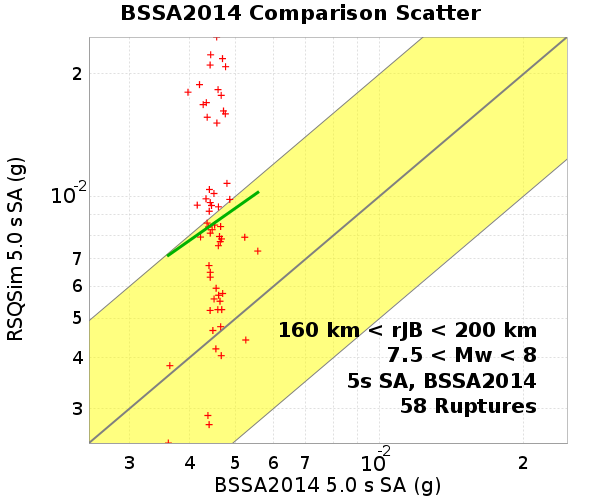 BSSA2014 Comparison Scatter
RSQSim 5.0 s SA (g)
2
10-2
7
6
5
4
3
160 km < rJB < 200 km
7.5 < Mw < 8
5s SA, BSSA2014
58 Ruptures
3 4 5 6 7 10-2 2
BSSA2014 5.0 s SA (g)